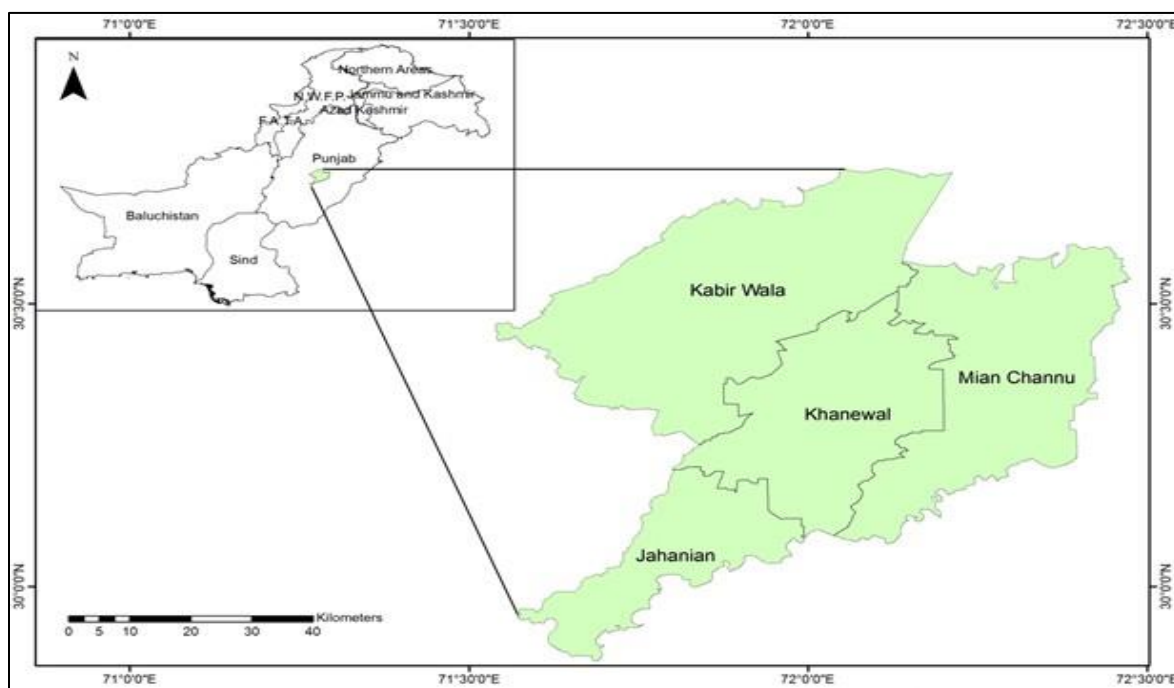 71°0'0"E 71°30'0"E 72°0'0"E 72°30'0"E
N
Northern Areas
N.W.F.P.
Jammu and Kashmir
Azad Kashmir
F.A.T.A.
Punjab
Baluchistan
Sind
30°30'0"N
30°30'0"N
Kabir Wala
Mian Channu
Khanewal
Jahanian
30°0'0"N
30°0'0"N
Kilometers
0 5 10 20 30 40
71°0'0"E 71°30'0"E 72°0'0"E 72°30'0"E